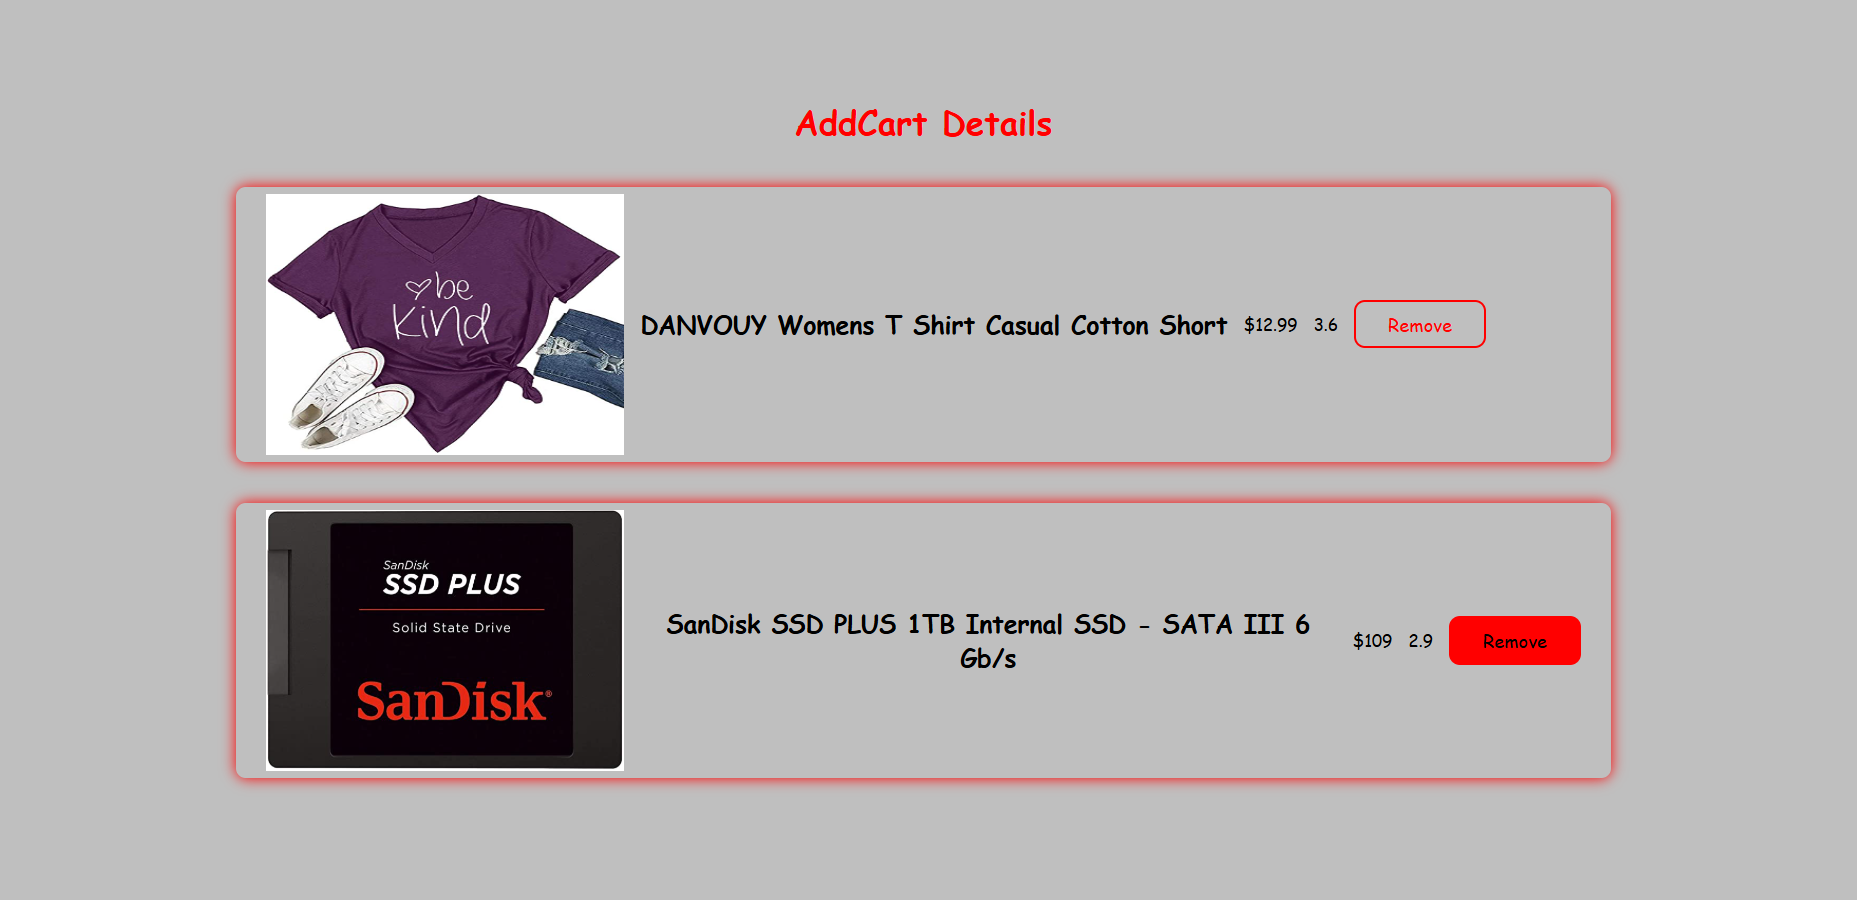 AddCart Details
be
kind
DANVOUY Womens T Shirt Casual Cotton Short $12.99 3.6 Remove
SanDisk
SSD PLUS
Solid State Drive
SanDisk®
SanDisk SSD PLUS 1TB Internal SSD - SATA III 6
Gb/s
$109 2.9 Remove